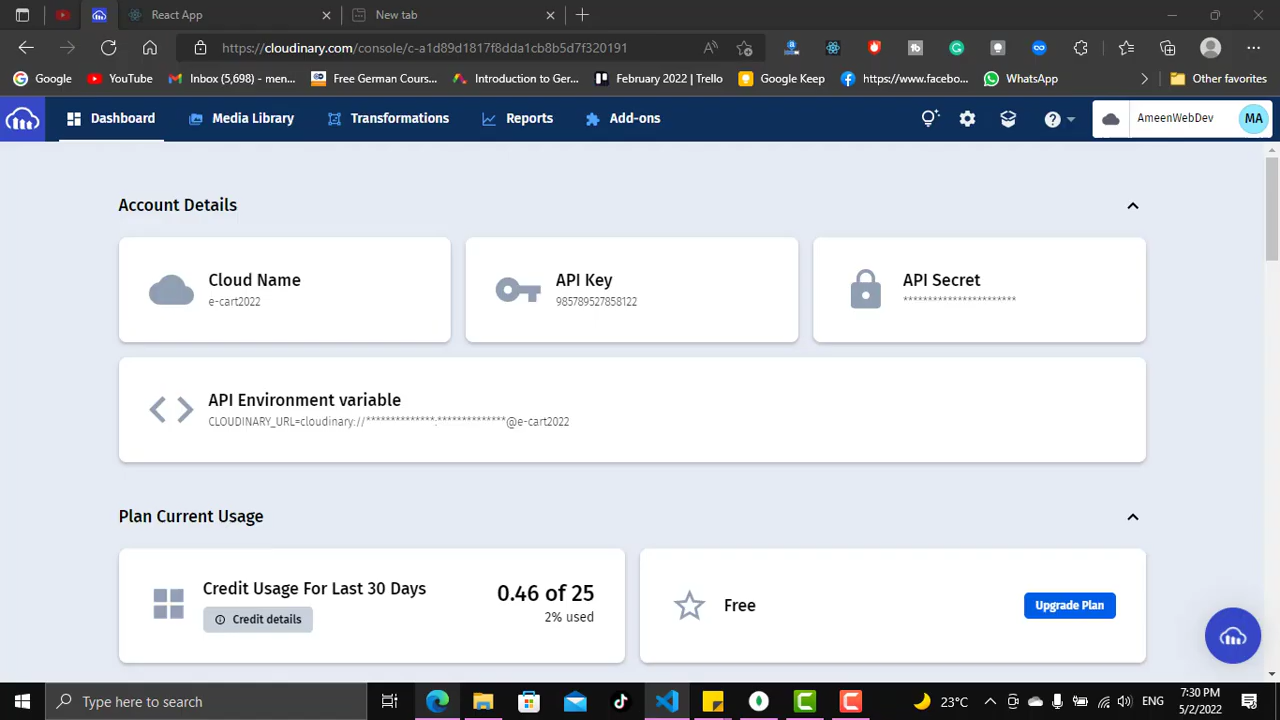 React App
New tab
https://cloudinary.com/console/c-a1d89d1817f8dda1cb8b5d7f320191
Google
YouTube
Inbox (5,698) - men...
Free German Cours...
Introduction to Ger...
February 2022 | Trello
Google Keep
https://www.facebo...
WhatsApp
Other favorites
Dashboard
Media Library
Transformations
Reports
Add-ons
AmeenWebDev
MA
Account Details
Cloud Name
e-cart2022
API Key
985789527858122
API Secret
***********************
API Environment variable
CLOUDINARY_URL=cloudinary://***************:***************@e-cart2022
Plan Current Usage
Credit Usage For Last 30 Days
Credit details
0.46 of 25
2% used
Free
Upgrade Plan
Type here to search
23°C
ENG
7:30 PM
5/2/2022